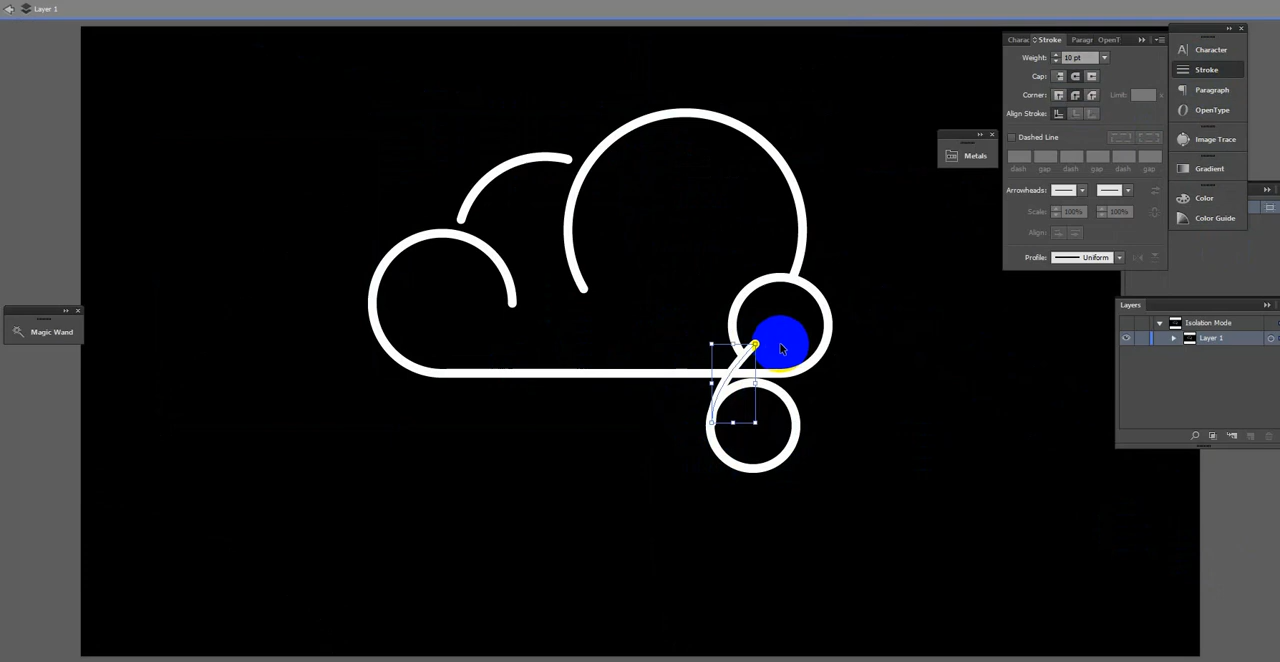 Layer 1
Stroke
Parag
OpenT
Weight:
10 pt
Cap:
Corner:
Limit:
Align Stroke:
Dashed Line
dash gap dash gap dash gap
Arrowheads:
Scale:
100%
100%
Align:
Profile:
Uniform
Character
Stroke
Paragraph
OpenType
Image Trace
Gradient
Color
Color Guide
Metals
Magic Wand
Layers
Isolation Mode
Layer 1